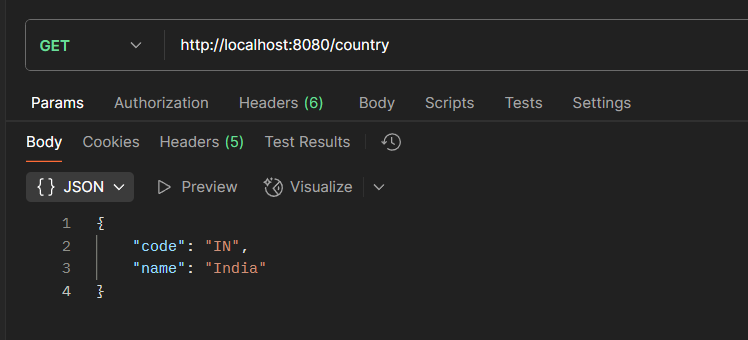 GET http://localhost:8080/country
Params Authorization Headers (6) Body Scripts Tests Settings
Body Cookies Headers (5) Test Results
{} JSON Preview Visualize
1 {
2 "code": "IN",
3 "name": "India"
4 }